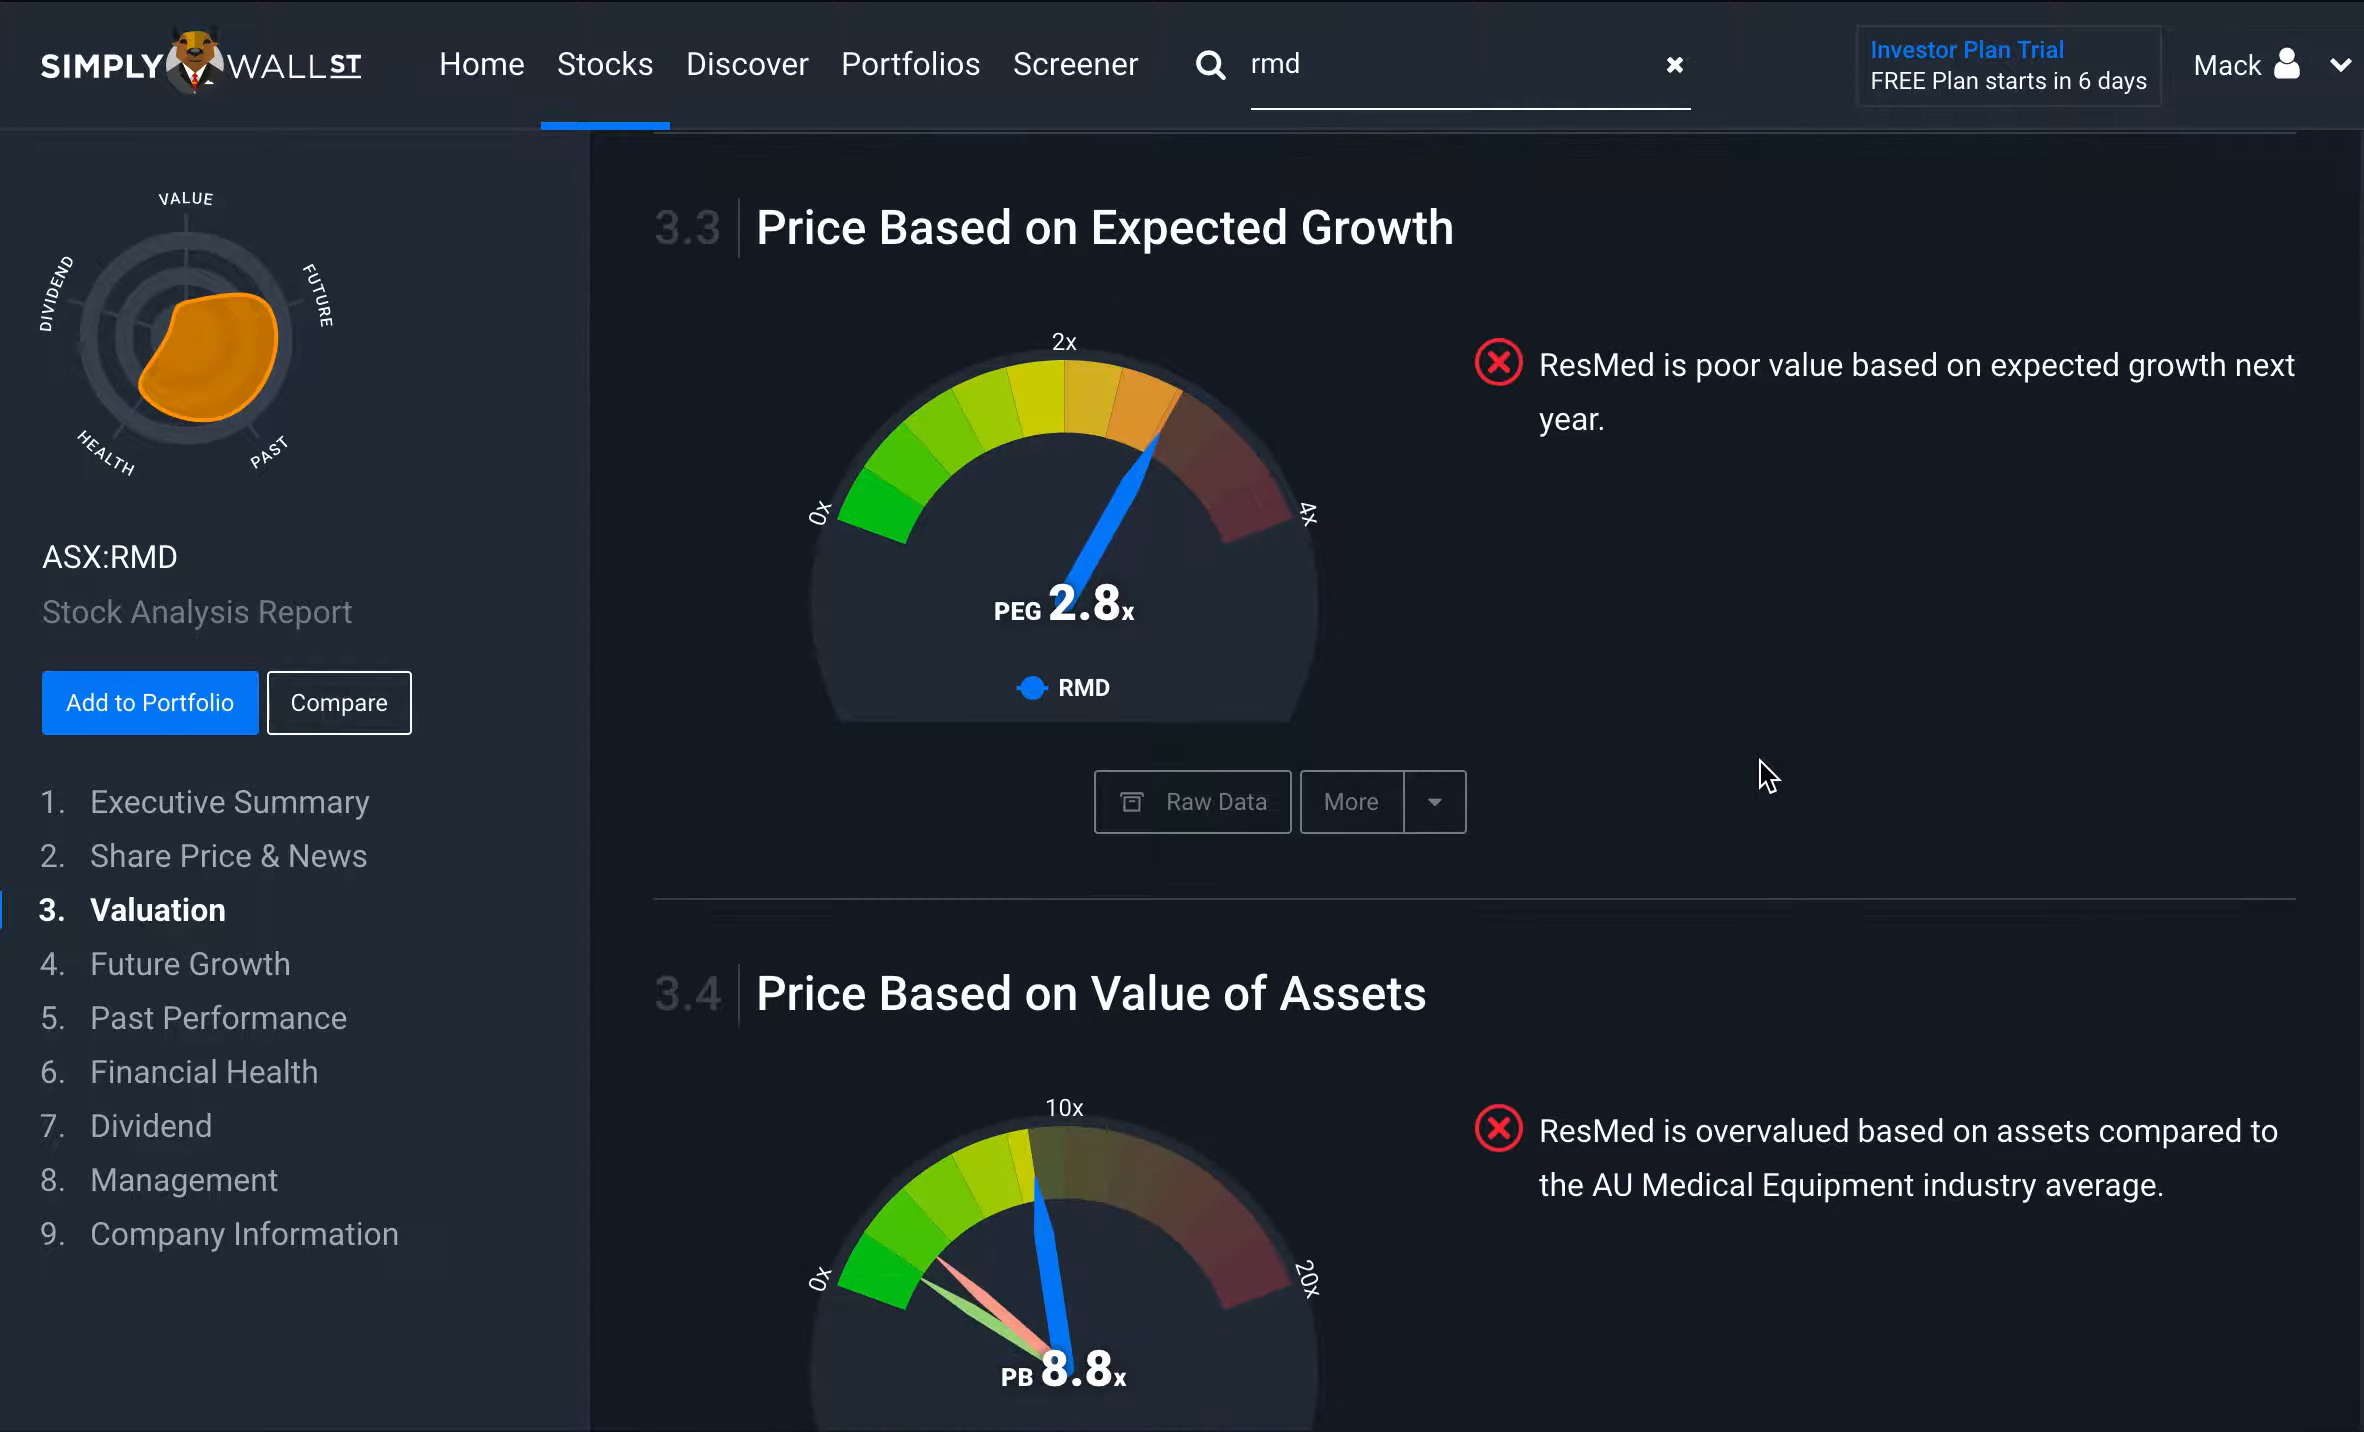 SIMPLY WALLST
Home Stocks Discover Portfolios Screener
rmd
Investor Plan Trial
FREE Plan starts in 6 days
Mack
VALUE
FUTURE
PAST
HEALTH
DIVIDEND
ASX:RMD
Stock Analysis Report
Add to Portfolio
Compare
1. Executive Summary
2. Share Price & News
3. Valuation
4. Future Growth
5. Past Performance
6. Financial Health
7. Dividend
8. Management
9. Company Information
3.3 Price Based on Expected Growth
0x
2x
4x
PEG 2.8x
RMD
ResMed is poor value based on expected growth next
year.
Raw Data
More
3.4 Price Based on Value of Assets
0x
10x
20x
PB 8.8x
ResMed is overvalued based on assets compared to
the AU Medical Equipment industry average.